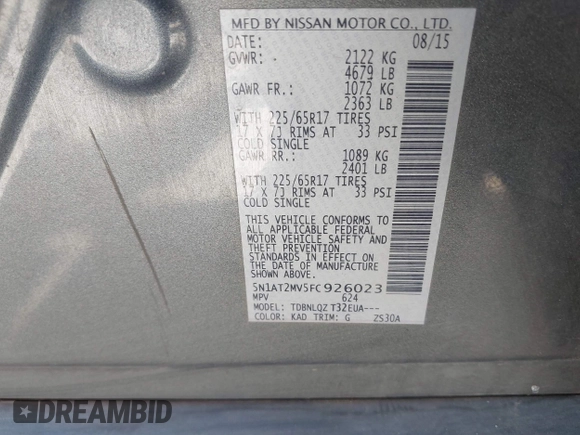 MFD BY NISSAN MOTOR CO., LTD.
DATE: 08/15
GVWR: 2122 KG
4679 LB
GAWR FR.: 1072 KG
2363 LB
WITH 225/65R17 TIRES
17 X 7J RIMS AT 33 PSI
COLD SINGLE
GAWR RR.: 1089 KG
2401 LB
WITH 225/65R17 TIRES
17 X 7J RIMS AT 33 PSI
COLD SINGLE
THIS VEHICLE CONFORMS TO
ALL APPLICABLE FEDERAL
MOTOR VEHICLE SAFETY AND
THEFT PREVENTION
STANDARDS IN EFFECT ON
THE DATE OF MANUFACTURE
SHOWN ABOVE.
5N1AT2MV5FC926023
MPV 624
MODEL: TDBNLQZ T32EUA---
COLOR: KAD TRIM: G ZS30A
DREAMBID